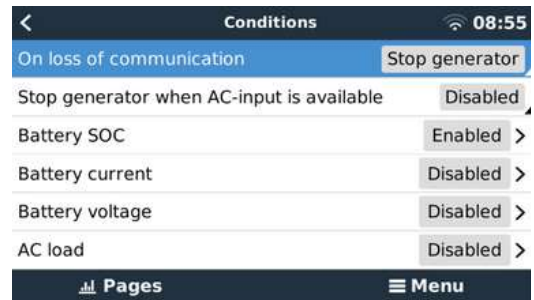 Conditions 08:55
On loss of communication Stop generator
Stop generator when AC-input is available Disabled
Battery SOC Enabled
Battery current Disabled
Battery voltage Disabled
AC load Disabled
Pages Menu